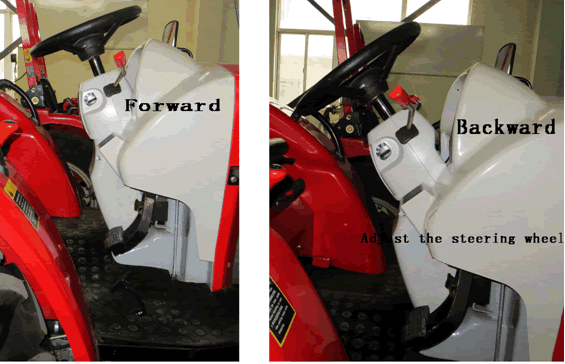 Forward
Backward
Adjust the steering wheel